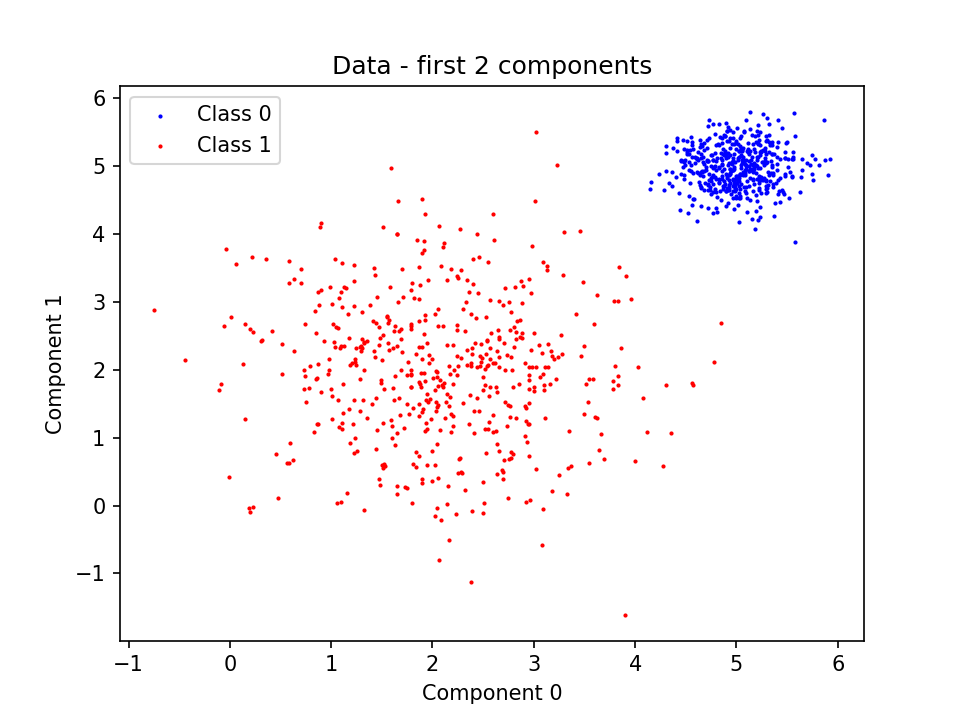 Data - first 2 components
Class 0
Class 1
Component 1
6
5
4
3
2
1
0
−1
−1 0 1 2 3 4 5 6
Component 0